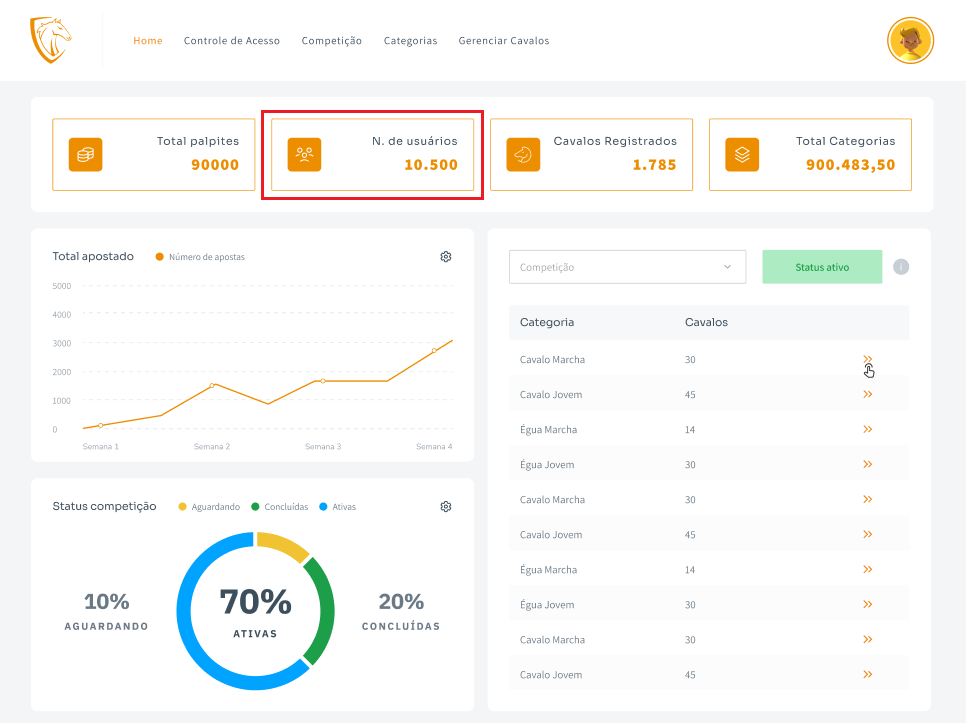 Home Controle de Acesso Competição Categorias Gerenciar Cavalos
Total palpites
90000
N. de usuários
10.500
Cavalos Registrados
1.785
Total Categorias
900.483,50
Total apostado Número de apostas
5000
4000
3000
2000
1000
0
Semana 1 Semana 2 Semana 3 Semana 4
Status competição Aguardando Concluídas Ativas
10%
AGUARDANDO
70%
ATIVAS
20%
CONCLUÍDAS
Competição Status ativo i
Categoria Cavalos
Cavalo Marcha 30
Cavalo Jovem 45
Égua Marcha 14
Égua Jovem 30
Cavalo Marcha 30
Cavalo Jovem 45
Égua Marcha 14
Égua Jovem 30
Cavalo Marcha 30
Cavalo Jovem 45